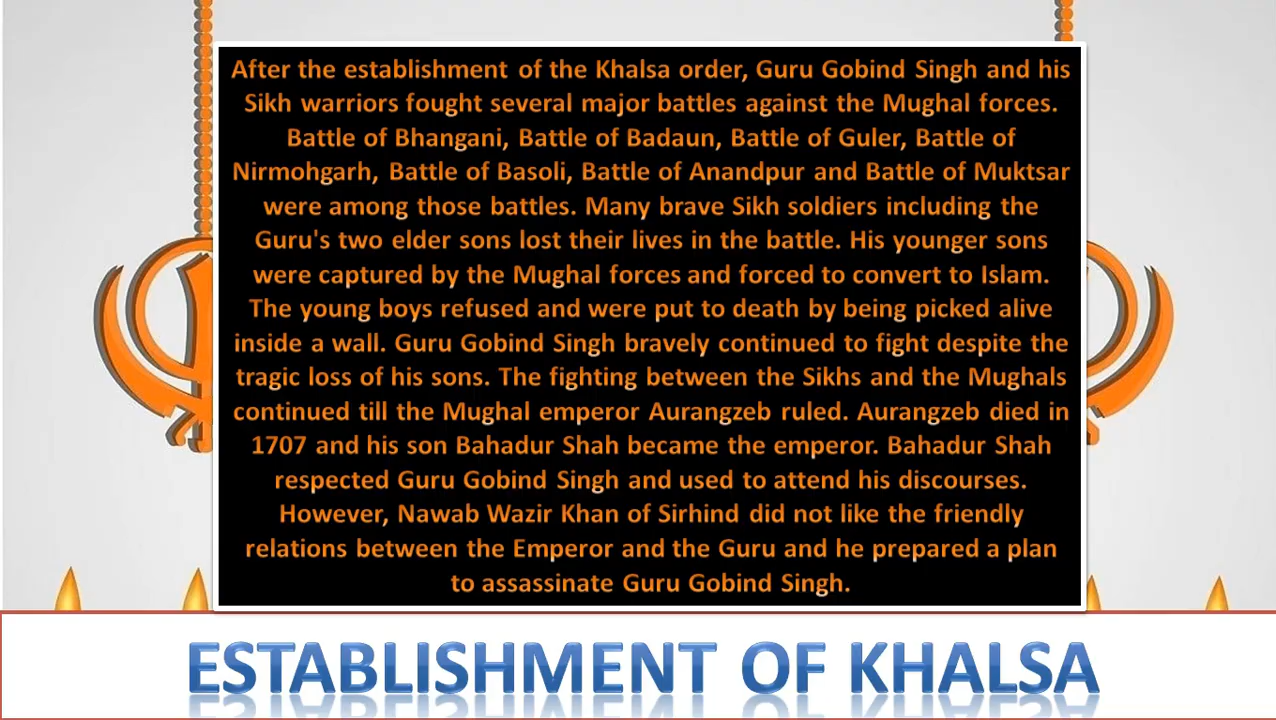 After the establishment of the Khalsa order, Guru Gobind Singh and his
Sikh warriors fought several major battles against the Mughal forces.
Battle of Bhangani, Battle of Badaun, Battle of Guler, Battle of
Nirmohgarh, Battle of Basoli, Battle of Anandpur and Battle of Muktsar
were among those battles. Many brave Sikh soldiers including the
Guru's two elder sons lost their lives in the battle. His younger sons
were captured by the Mughal forces and forced to convert to Islam.
The young boys refused and were put to death by being picked alive
inside a wall. Guru Gobind Singh bravely continued to fight despite the
tragic loss of his sons. The fighting between the Sikhs and the Mughals
continued till the Mughal emperor Aurangzeb ruled. Aurangzeb died in
1707 and his son Bahadur Shah became the emperor. Bahadur Shah
respected Guru Gobind Singh and used to attend his discourses.
However, Nawab Wazir Khan of Sirhind did not like the friendly
relations between the Emperor and the Guru and he prepared a plan
to assassinate Guru Gobind Singh.
ESTABLISHMENT OF KHALSA